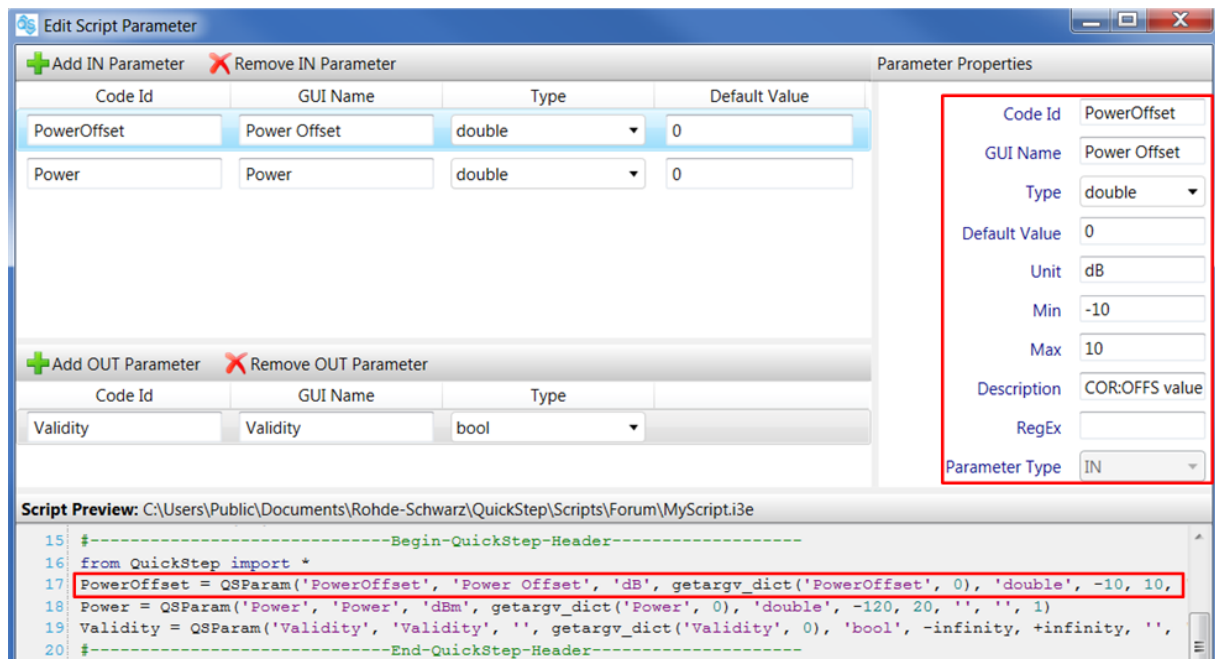 Edit Script Parameter
Add IN Parameter Remove IN Parameter Parameter Properties
Code Id GUI Name Type Default Value
PowerOffset Power Offset double 0
Power Power double 0
Code Id PowerOffset
GUI Name Power Offset
Type double
Default Value 0
Unit dB
Min -10
Max 10
Description COR:OFFS value
RegEx
Parameter Type IN
Add OUT Parameter Remove OUT Parameter
Code Id GUI Name Type
Validity Validity bool
Script Preview: C:\Users\Public\Documents\Rohde-Schwarz\QuickStep\Scripts\Forum\MyScript.i3e
15 #------------------------------Begin-QuickStep-Header-------------------
16 from QuickStep import *
17 PowerOffset = QSParam('PowerOffset', 'Power Offset', 'dB', getargv_dict('PowerOffset', 0), 'double', -10, 10,
18 Power = QSParam('Power', 'Power', 'dBm', getargv_dict('Power', 0), 'double', -120, 20, '', '', 1)
19 Validity = QSParam('Validity', 'Validity', '', getargv_dict('Validity', 0), 'bool', -infinity, +infinity, '',
20 #------------------------------End-QuickStep-Header---------------------